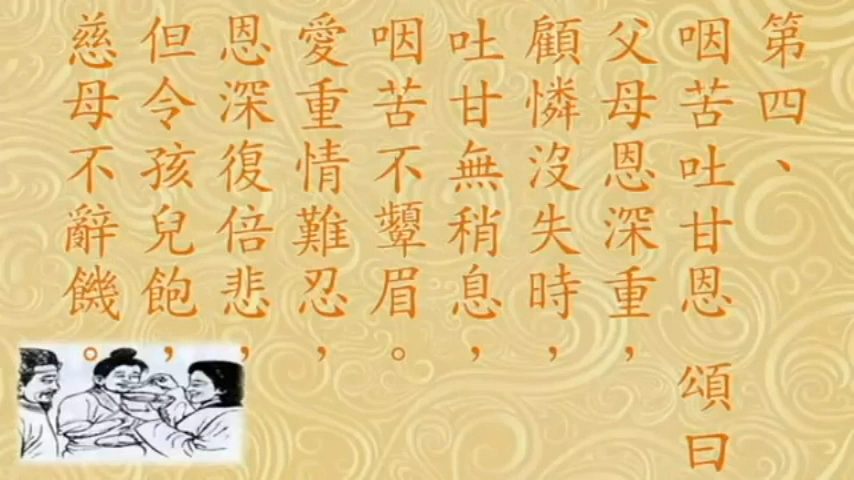 第四、
咽苦吐甘恩 頌曰
父母恩深重，
顧憐沒失時，
吐甘無稍息，
咽苦不顰眉。
愛重情難忍，
恩深復倍悲，
但令孩兒飽，
慈母不辭饑。